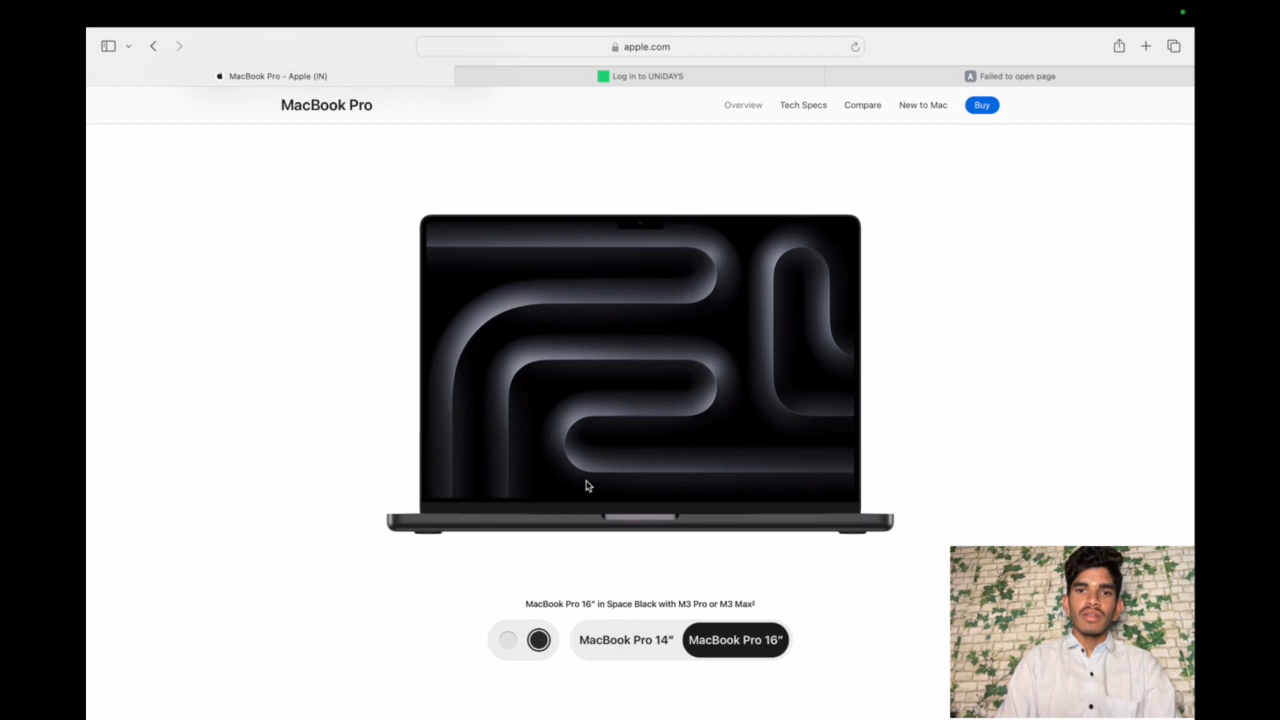 apple.com
MacBook Pro - Apple (IN)
Log in to UNiDAYS
A Failed to open page
MacBook Pro
Overview
Tech Specs
Compare
New to Mac
Buy
MacBook Pro 16" in Space Black with M3 Pro or M3 Max²
MacBook Pro 14"
MacBook Pro 16"